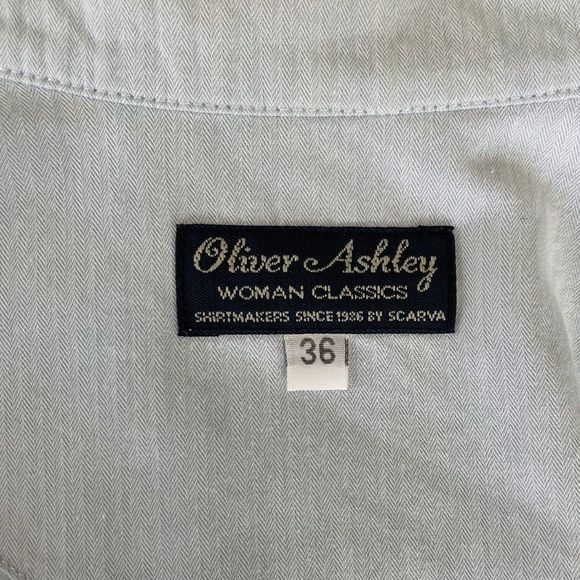 Oliver Ashley
WOMAN CLASSICS
SHIRTMAKERS SINCE 1986 BY SCARVA
36